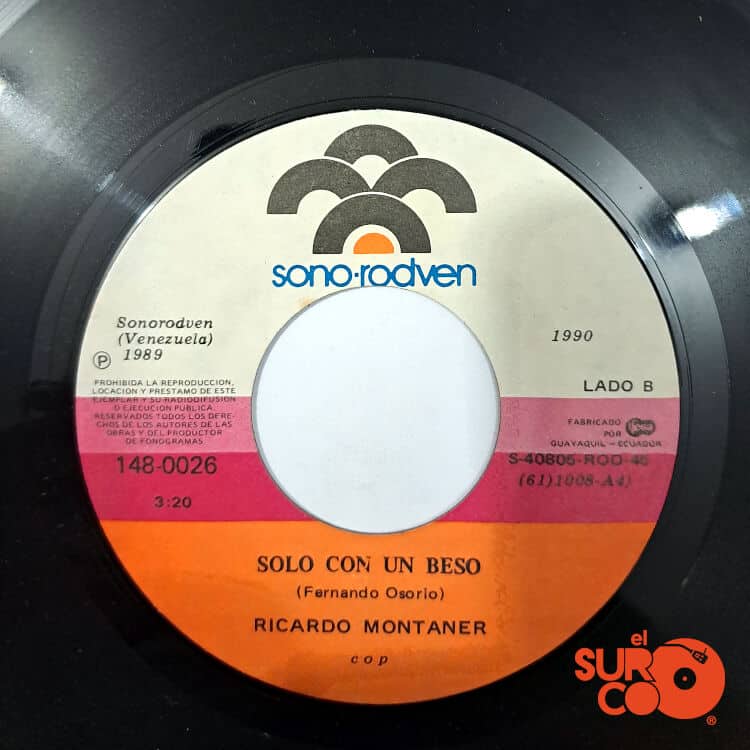 sono·rodven
Sonorodven
(Venezuela)
℗ 1989
1990
LADO B
PROHIBIDA LA REPRODUCCION,
LOCACION Y PRESTAMO DE ESTE
EJEMPLAR Y SU RADIODIFUSION
O EJECUCION PUBLICA.
RESERVADOS TODOS LOS DERE-
CHOS DE LOS AUTORES DE LAS
OBRAS Y DEL PRODUCTOR
DE FONOGRAMAS
FABRICADO
POR
GUAYAQUIL - ECUADOR
148-0026
S-40805-ROD-45
(61)1008-A4)
3:20
SOLO CON UN BESO
(Fernando Osorio)
RICARDO MONTANER
cop
el
SURCO
®